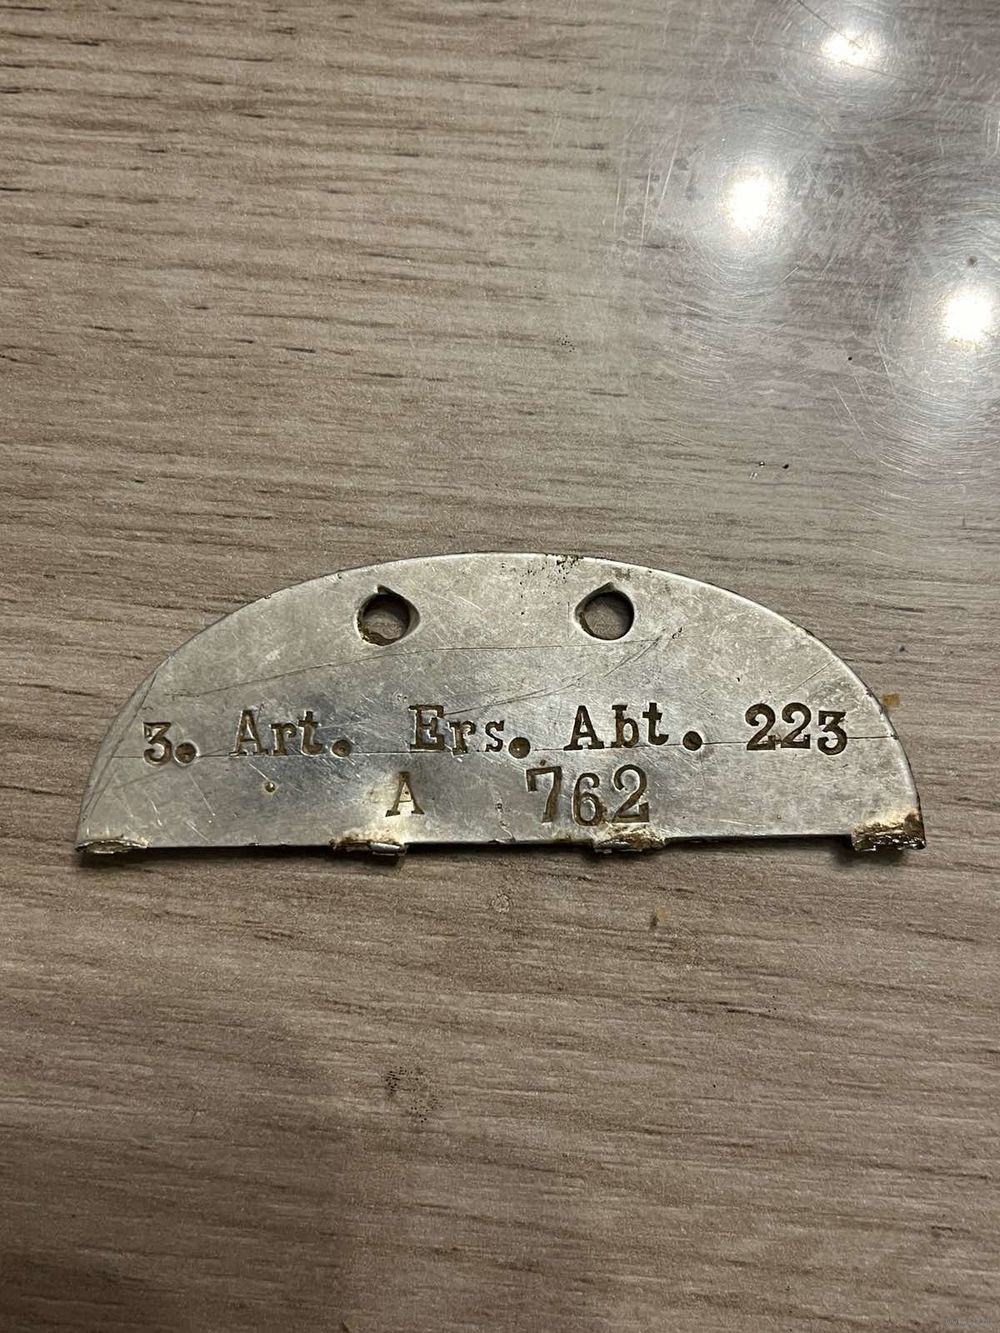 3. Art. Ers. Abt. 223
A 762